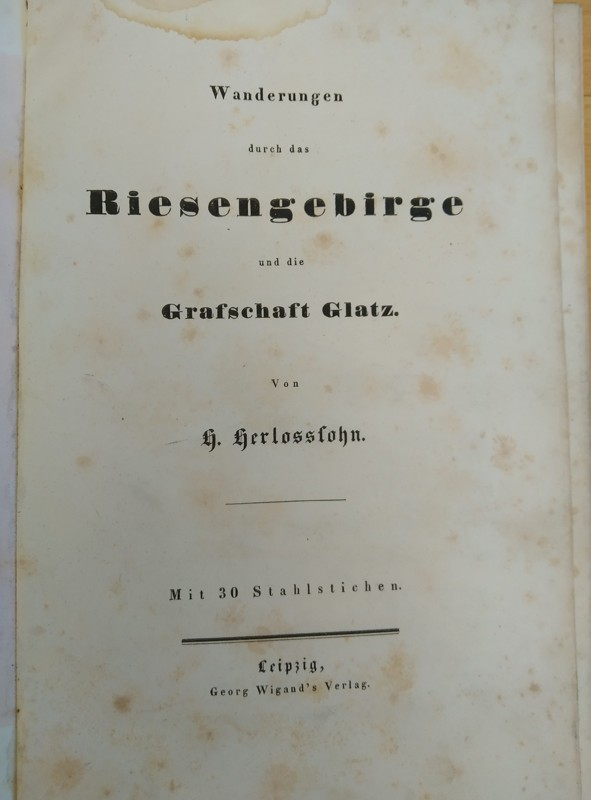 Wanderungen
durch das
Riesengebirge
und die
Grafschaft Glatz.
Von
H. Herlossſohn.
Mit 30 Stahlstichen.
Leipzig,
Georg Wigand's Verlag.